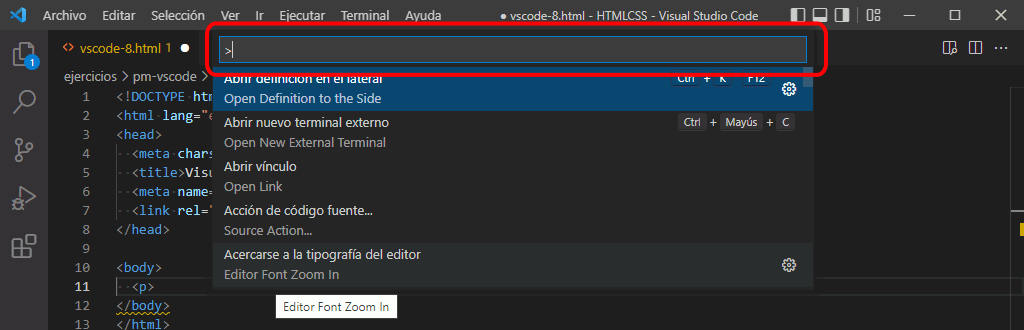 Archivo Editar Selección Ver Ir Ejecutar Terminal Ayuda ● vscode-8.html - HTMLCSS - Visual Studio Code
<> vscode-8.html 1 ●
>
1
ejercicios > pm-vscode >
Abrir definición en el lateral Ctrl + K F12
Open Definition to the Side
Abrir nuevo terminal externo Ctrl + Mayús + C
Open New External Terminal
Abrir vínculo
Open Link
Acción de código fuente...
Source Action...
Acercarse a la tipografía del editor
Editor Font Zoom In
1 <!DOCTYPE htm
2 <html·lang="e
3 <head>
4 ··<meta·chars
5 ··<title>Visu
6 ··<meta·name=
7 ··<link·rel="
8 </head>
9
10 <body>
11 ··<p>
12 </body>
13 </html>
Editor Font Zoom In